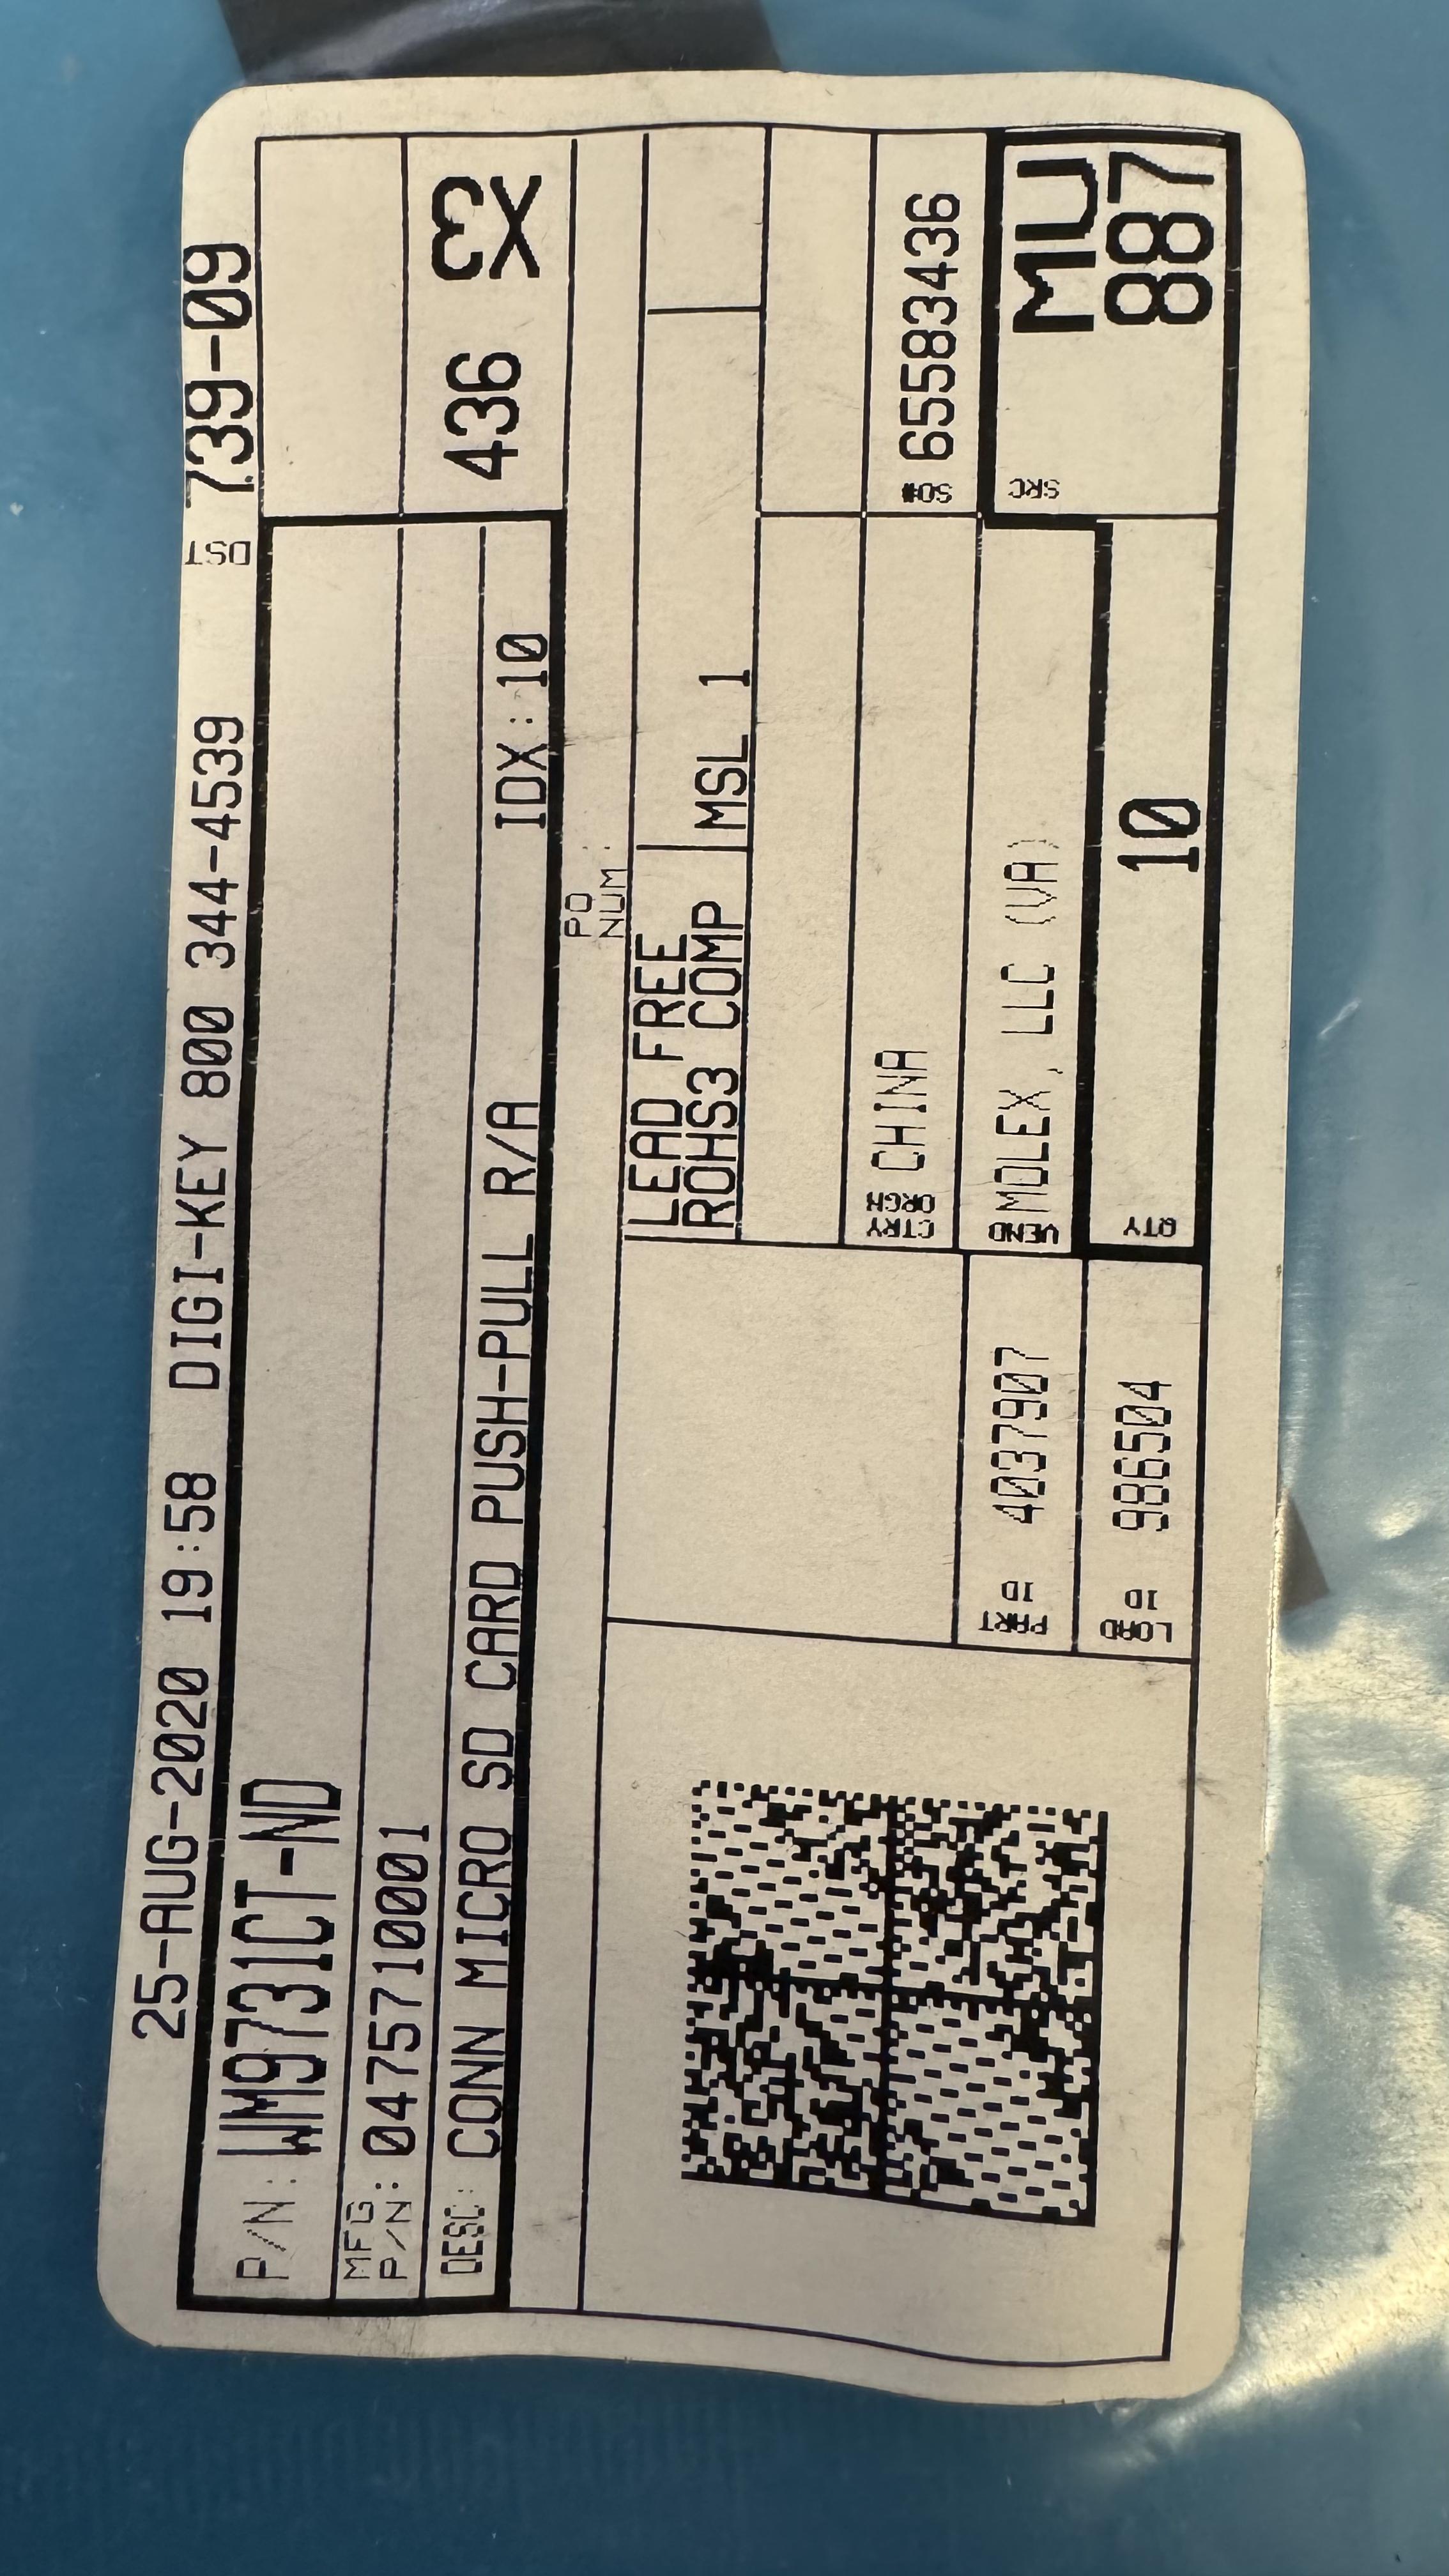 25-AUG-2020 19:58 DIGI-KEY 800 344-4539 DST 739-09
P/N: WM9731CT-ND
MFG P/N: 0475710001
436 EX
DESC: CONN MICRO SD CARD PUSH-PULL R/A IDX:10
PO NUM:
LEAD FREE
ROHS3 COMP
MSL 1
CTRY ORGN CHINA
SO# 65583436
PART ID 4037907
VEND MOLEX, LLC (VA)
SRC MU
887
LOAD ID 986504
QTY 10